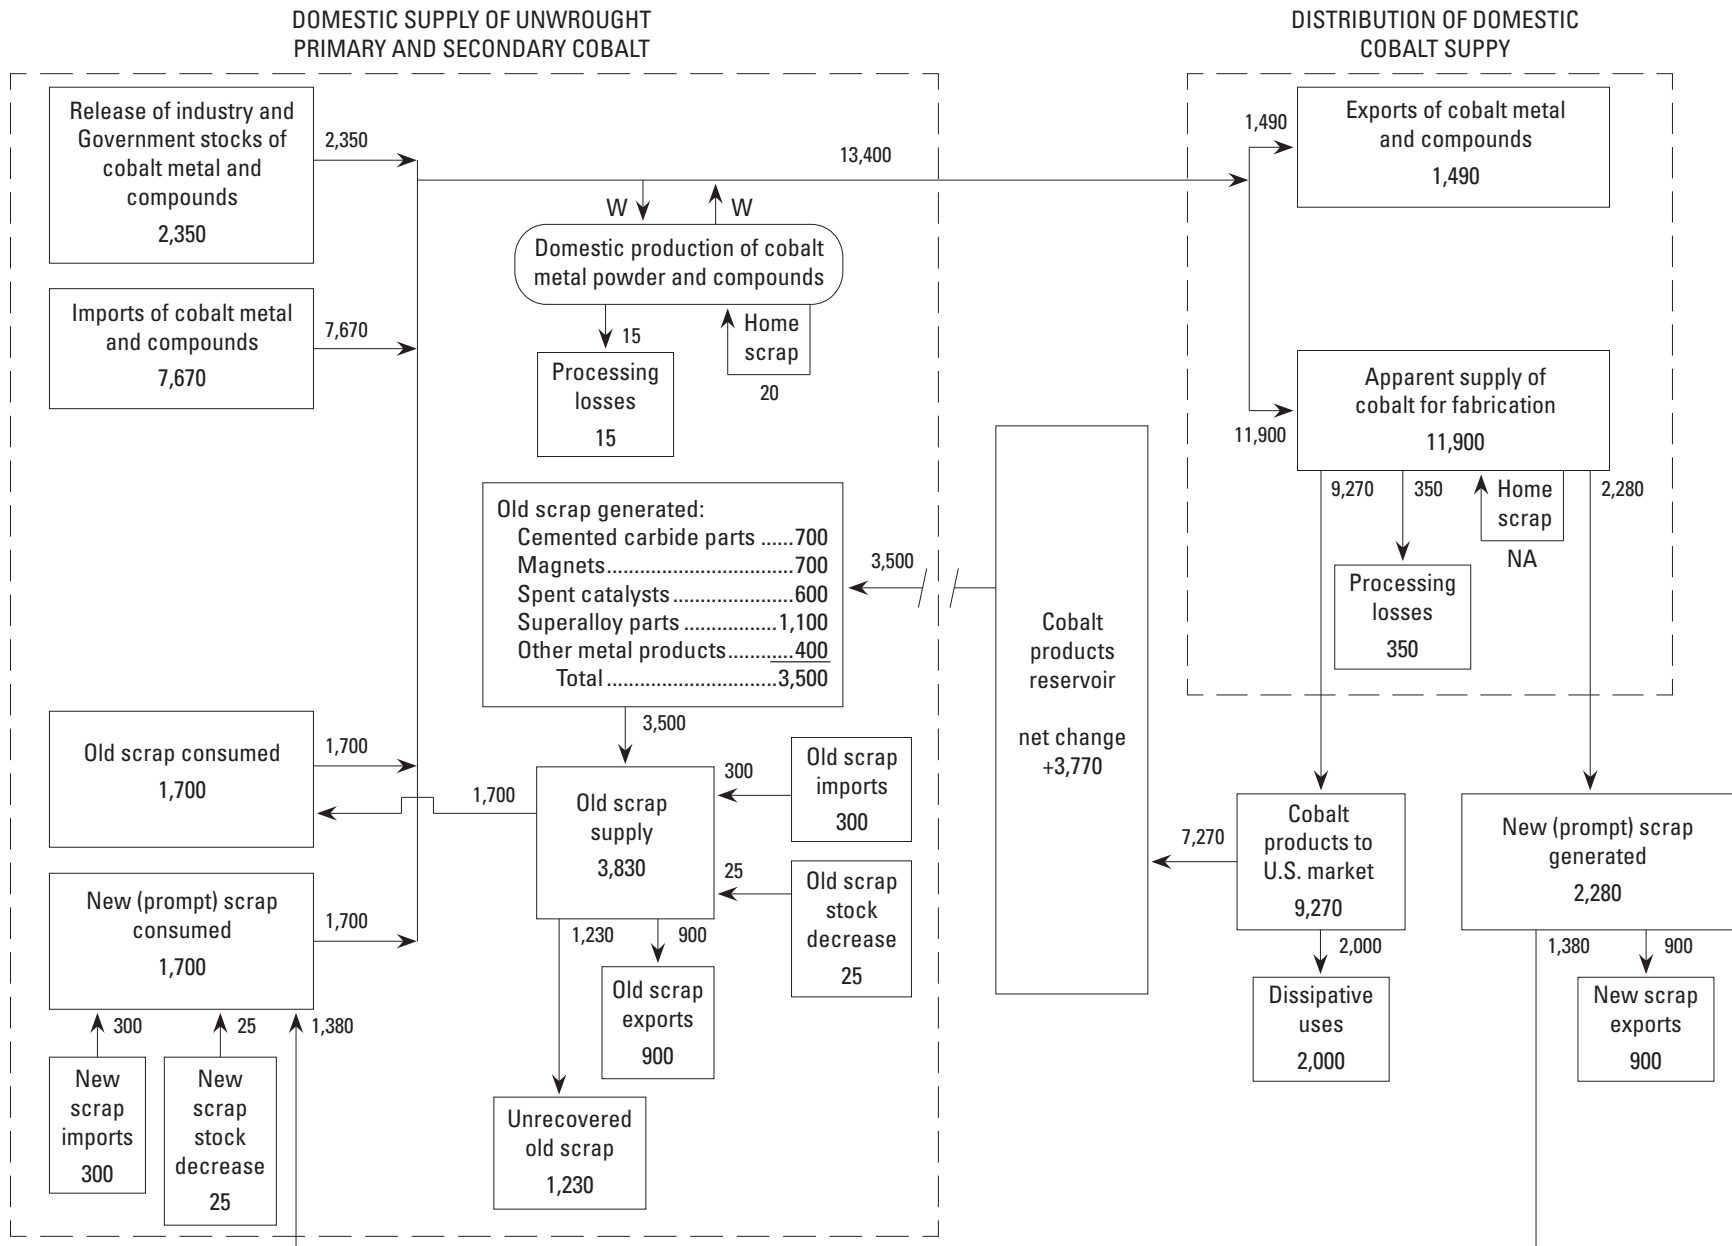 DOMESTIC SUPPLY OF UNWROUGHT
PRIMARY AND SECONDARY COBALT
DISTRIBUTION OF DOMESTIC
COBALT SUPPY
Release of industry and
Government stocks of
cobalt metal and
compounds
2,350
2,350
Imports of cobalt metal
and compounds
7,670
7,670
13,400
W
W
Domestic production of cobalt
metal powder and compounds
15
Processing
losses
15
Home
scrap
20
1,490
Exports of cobalt metal
and compounds
1,490
11,900
Apparent supply of
cobalt for fabrication
11,900
9,270
350
Home
scrap
NA
2,280
Processing
losses
350
Old scrap generated:
Cemented carbide parts ......700
Magnets..............................700
Spent catalysts....................600
Superalloy parts ..................1,100
Other metal products............400
Total .............................3,500
3,500
3,500
Cobalt
products
reservoir
net change
+3,770
Old scrap consumed
1,700
1,700
1,700
Old scrap
supply
3,830
300
Old scrap
imports
300
25
Old scrap
stock
decrease
25
New (prompt) scrap
consumed
1,700
1,700
300
25
1,380
New
scrap
imports
300
New
scrap
stock
decrease
25
1,230
900
Old scrap
exports
900
Unrecovered
old scrap
1,230
7,270
Cobalt
products to
U.S. market
9,270
2,000
Dissipative
uses
2,000
New (prompt) scrap
generated
2,280
1,380
900
New scrap
exports
900